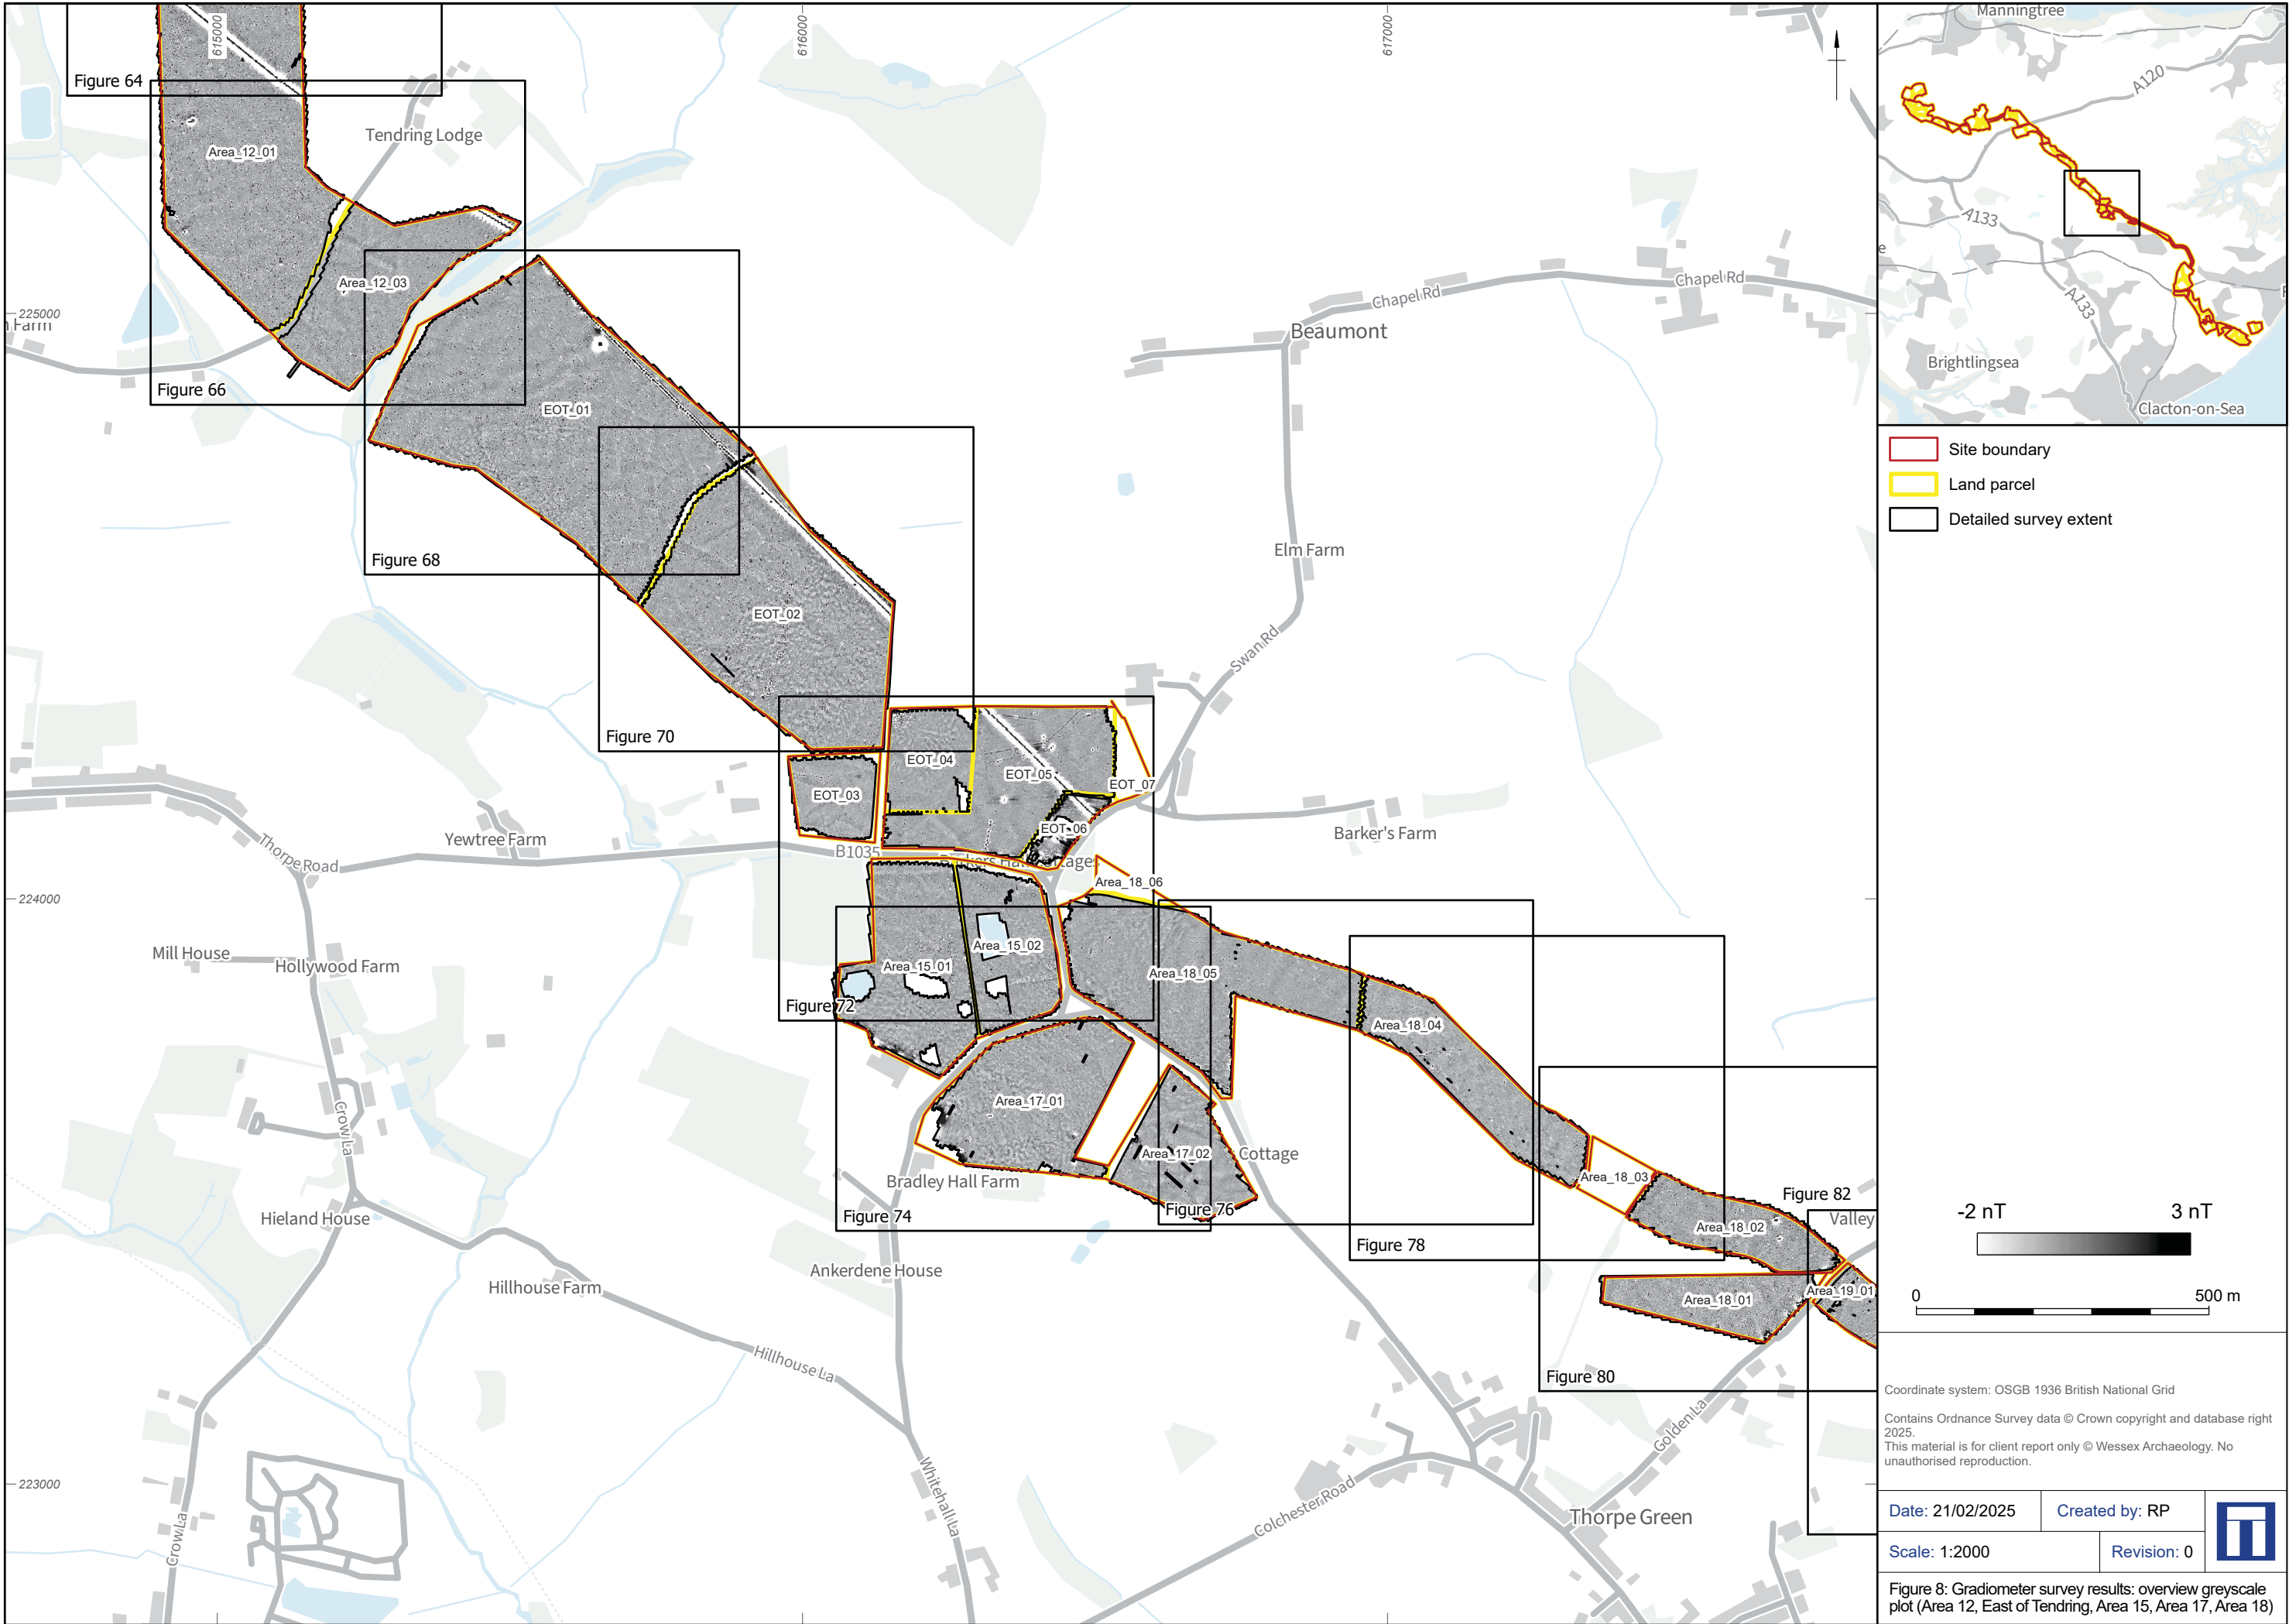 615000
616000
617000
Figure 64
Tendring Lodge
Area_12_01
Area_12_03
225000
Farm
Figure 66
EOT_01
Chapel Rd
Chapel Rd
Beaumont
Figure 68
Elm Farm
EOT_02
Swan Rd
Figure 70
EOT_04
EOT_05
EOT_07
EOT_03
EOT_06
Barker's Farm
Yewtree Farm
Thorpe Road
B1035
Area_18_06
224000
Mill House
Hollywood Farm
Area_15_02
Area_15_01
Area_18_05
Figure 72
Area_18_04
Area_17_01
Crow La
Area_17_02
Cottage
Area_18_03
Bradley Hall Farm
Figure 74
Figure 76
Hieland House
Figure 82
Valley
Area_18_02
Figure 78
Ankerdene House
Hillhouse Farm
Area_18_01
Area_19_01
Hillhouse La
Figure 80
Golden La
223000
Whitehall La
Colchester Road
Thorpe Green
Crow La
Manningtree
A120
A133
A133
Brightlingsea
Clacton-on-Sea
Site boundary
Land parcel
Detailed survey extent
-2 nT 3 nT
0 500 m
Coordinate system: OSGB 1936 British National Grid
Contains Ordnance Survey data © Crown copyright and database right
2025.
This material is for client report only © Wessex Archaeology. No
unauthorised reproduction.
Date: 21/02/2025 Created by: RP
Scale: 1:2000 Revision: 0
Figure 8: Gradiometer survey results: overview greyscale
plot (Area 12, East of Tendring, Area 15, Area 17, Area 18)